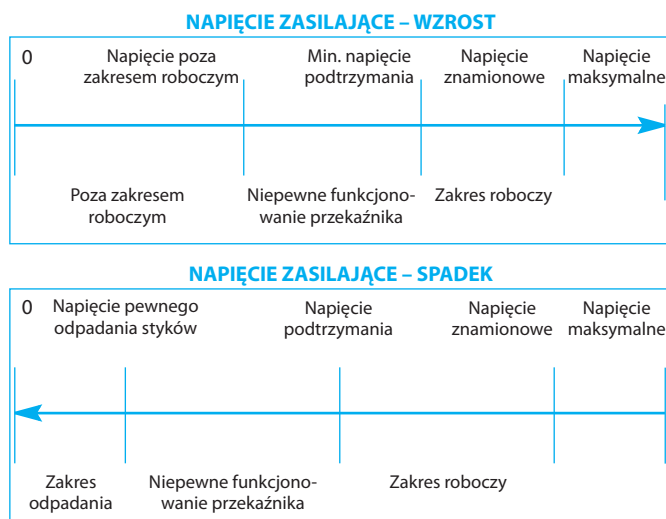 NAPIĘCIE ZASILAJĄCE – WZROST
0
Napięcie poza
zakresem roboczym
Min. napięcie
podtrzymania
Napięcie
znamionowe
Napięcie
maksymalne
Poza zakresem
roboczym
Niepewne funkcjono-
wanie przekaźnika
Zakres roboczy
NAPIĘCIE ZASILAJĄCE – SPADEK
0
Napięcie pewnego
odpadania styków
Napięcie
podtrzymania
Napięcie
znamionowe
Napięcie
maksymalne
Zakres
odpadania
Niepewne funkcjono-
wanie przekaźnika
Zakres roboczy